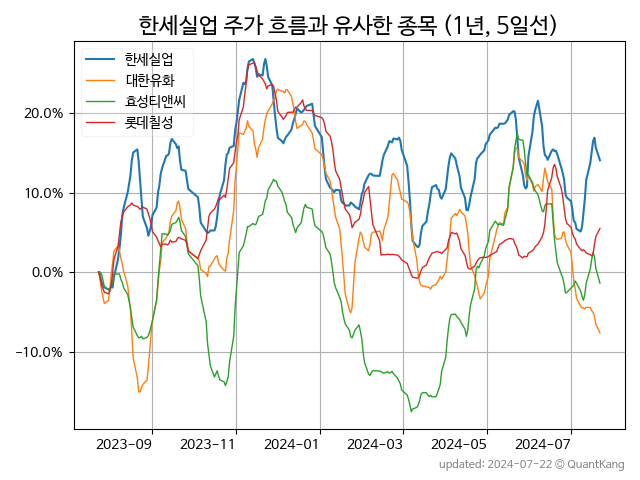 한세실업 주가 흐름과 유사한 종목 (1년, 5일선)
한세실업
대한유화
효성티앤씨
롯데칠성
20.0%
10.0%
0.0%
−10.0%
2023-09 2023-11 2024-01 2024-03 2024-05 2024-07
updated: 2024-07-22 © QuantKang